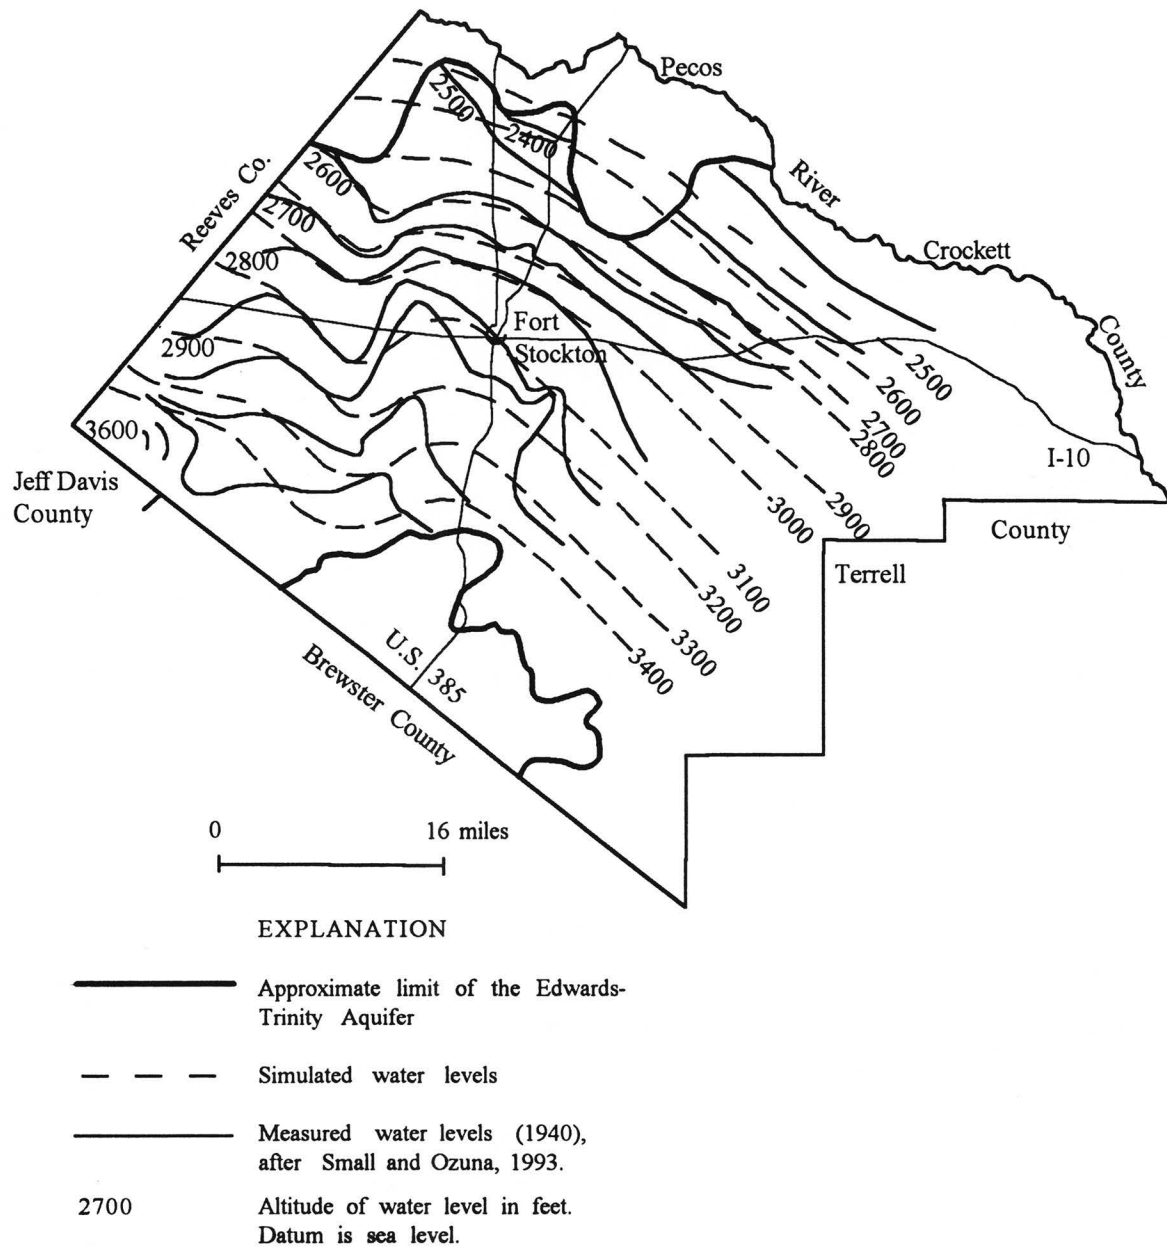 Pecos
River
Crockett
County
Reeves Co.
2500
2400
2600
2700
2800
2900
3600
Fort
Stockton
Jeff Davis
County
I-10
County
Terrell
2500
2600
2700
2800
2900
3000
3100
3200
3300
3400
U.S. 385
Brewster County
0 16 miles
EXPLANATION
Approximate limit of the Edwards-
Trinity Aquifer
Simulated water levels
Measured water levels (1940),
after Small and Ozuna, 1993.
2700 Altitude of water level in feet.
Datum is sea level.